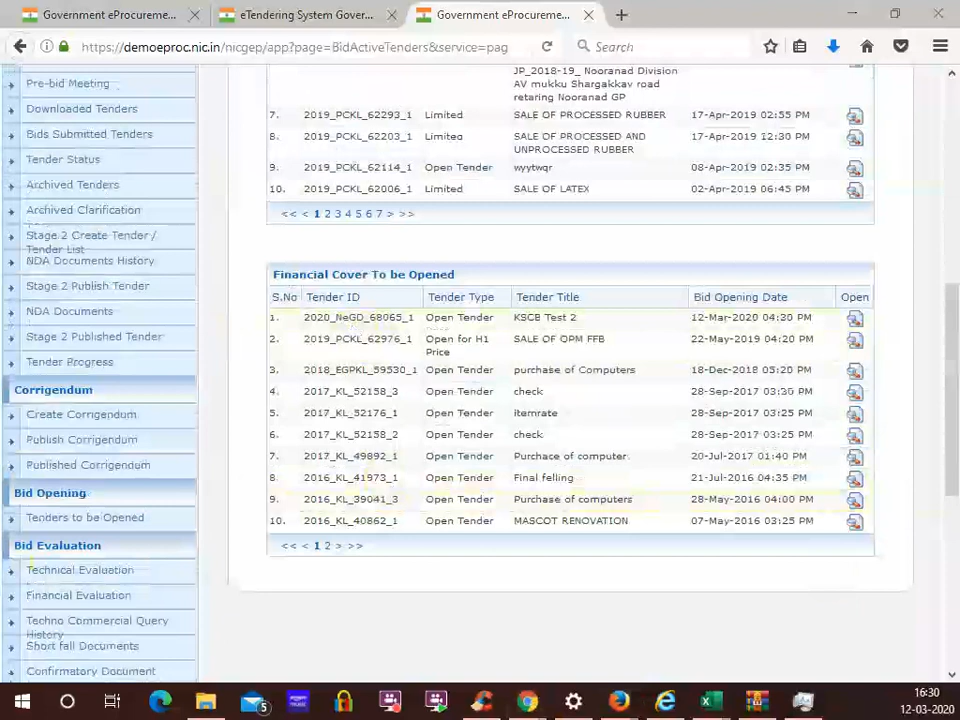 Government eProcureme...
eTendering System Gover...
Government eProcureme...
https://demoeproc.nic.in/nicgep/app?page=BidActiveTenders&service=pag
Search
Pre-bid Meeting
Downloaded Tenders
Bids Submitted Tenders
Tender Status
Archived Tenders
Archived Clarification
Stage 2 Create Tender /
Tender List
NDA Documents History
Stage 2 Publish Tender
NDA Documents
Stage 2 Published Tender
Tender Progress
Corrigendum
Create Corrigendum
Publish Corrigendum
Published Corrigendum
Bid Opening
Tenders to be Opened
Bid Evaluation
Technical Evaluation
Financial Evaluation
Techno Commercial Query
History
Short fall Documents
Confirmatory Document
JP_2018-19_ Nooranad Division
AV mukku Shargakkav road
retaring Nooranad GP
7. 2019_PCKL_62293_1 Limited SALE OF PROCESSED RUBBER 17-Apr-2019 02:55 PM
8. 2019_PCKL_62203_1 Limited SALE OF PROCESSED AND 17-Apr-2019 12:30 PM
UNPROCESSED RUBBER
9. 2019_PCKL_62114_1 Open Tender wyytwqr 08-Apr-2019 02:35 PM
10. 2019_PCKL_62006_1 Limited SALE OF LATEX 02-Apr-2019 06:45 PM
<< < 1 2 3 4 5 6 7 > >>
Financial Cover To be Opened
S.No Tender ID Tender Type Tender Title Bid Opening Date Open
1. 2020_NeGD_68065_1 Open Tender KSCB Test 2 12-Mar-2020 04:20 PM
2. 2019_PCKL_62976_1 Open for H1 SALE OF OPM FFB 22-May-2019 04:20 PM
Price
3. 2018_EGPKL_59530_1 Open Tender purchase of Computers 18-Dec-2018 05:20 PM
4. 2017_KL_52158_3 Open Tender check 28-Sep-2017 03:30 PM
5. 2017_KL_52176_1 Open Tender itemrate 28-Sep-2017 03:25 PM
6. 2017_KL_52158_2 Open Tender check 28-Sep-2017 03:25 PM
7. 2017_KL_49892_1 Open Tender Purchace of computer 20-Jul-2017 01:40 PM
8. 2016_KL_41973_1 Open Tender Final felling 21-Jul-2016 04:35 PM
9. 2016_KL_39041_3 Open Tender Purchase of computers 28-May-2016 04:00 PM
10. 2016_KL_40862_1 Open Tender MASCOT RENOVATION 07-May-2016 03:25 PM
<< < 1 2 > >>
5
16:30
12-03-2020